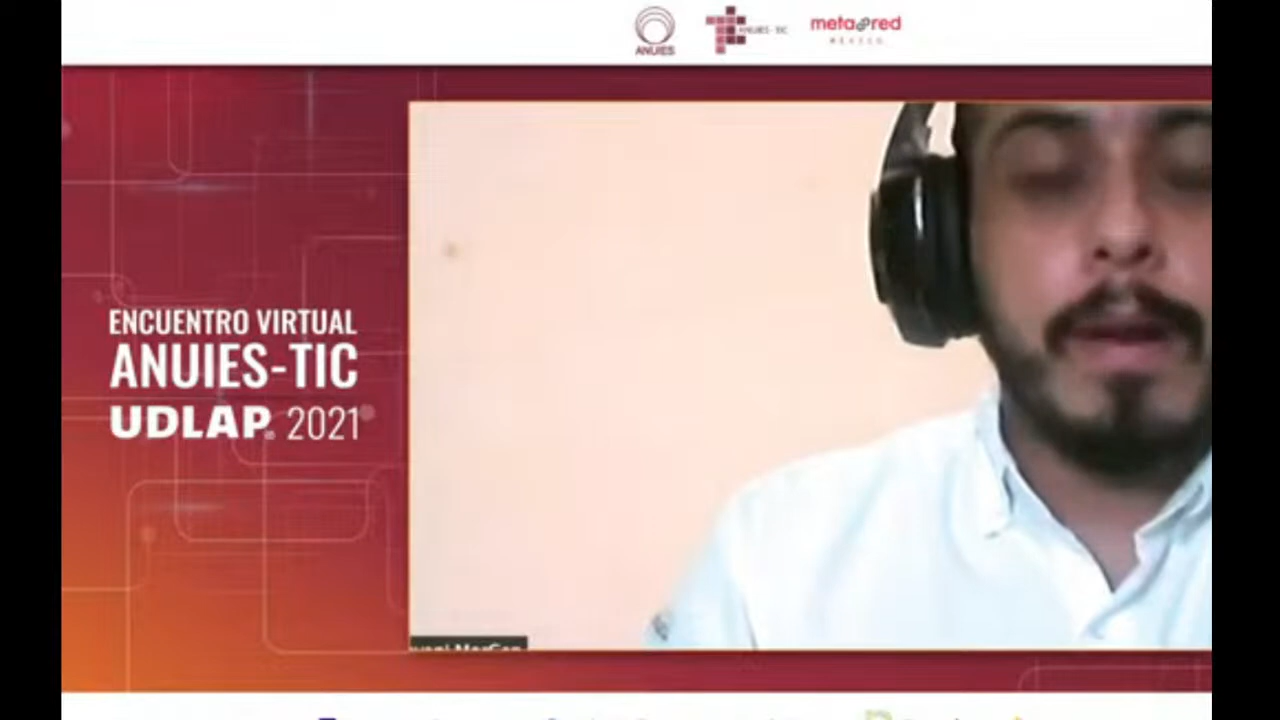 ANUIES
ANUIES-TIC
metared
MÉXICO
ENCUENTRO VIRTUAL
ANUIES-TIC
UDLAP 2021